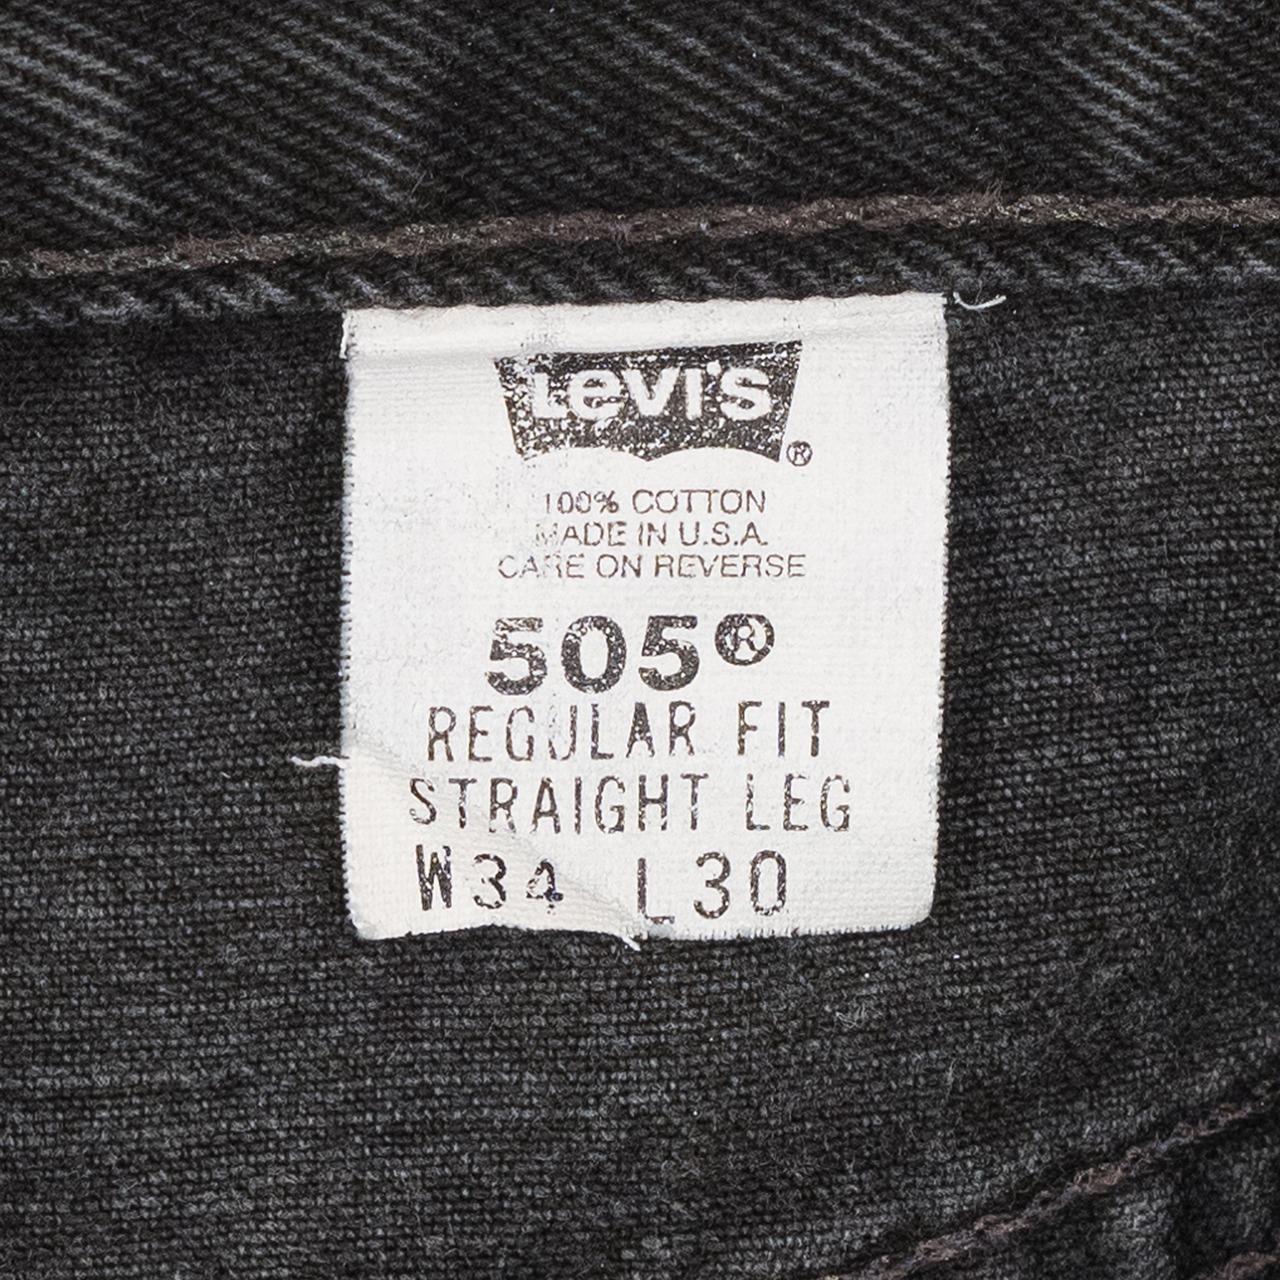 Levi's ®
100% COTTON
MADE IN U.S.A.
CARE ON REVERSE
505®
REGULAR FIT
STRAIGHT LEG
W34 L30